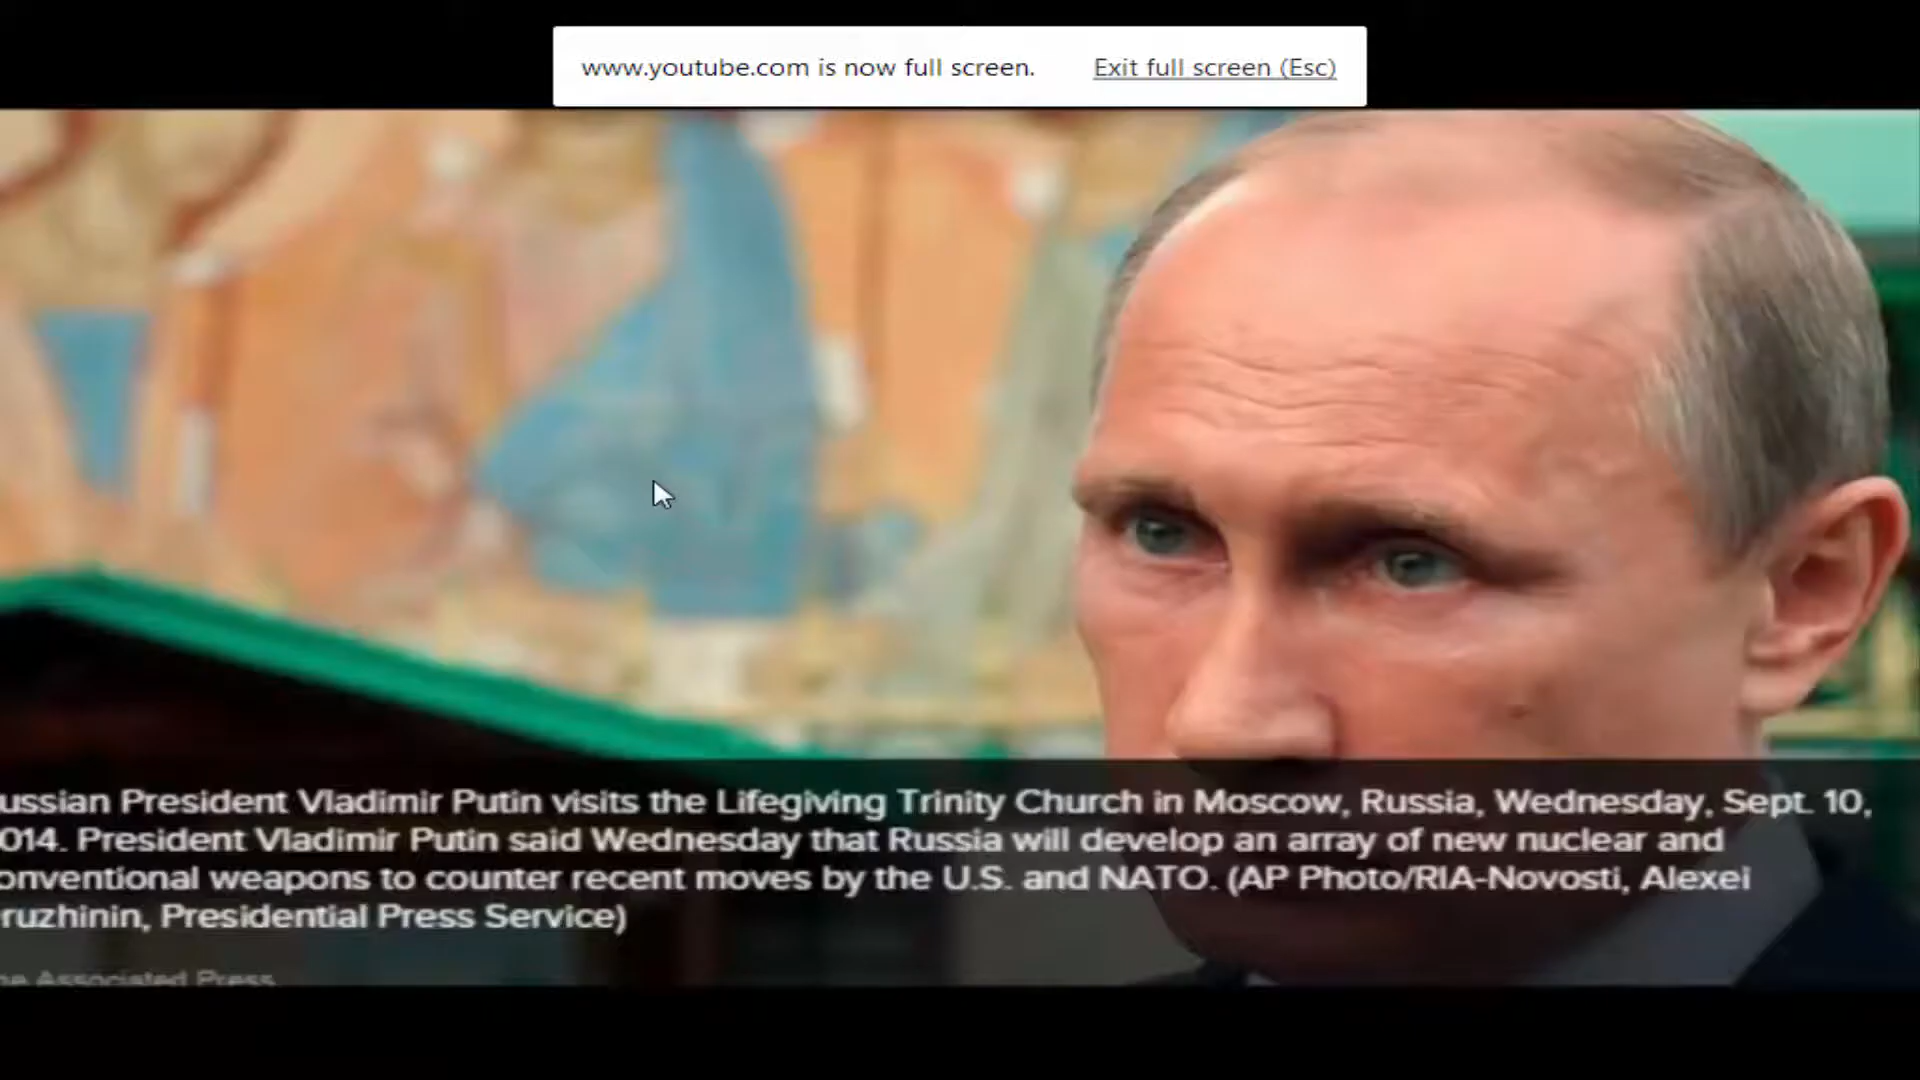 www.youtube.com is now full screen. Exit full screen (Esc)
ussian President Vladimir Putin visits the Lifegiving Trinity Church in Moscow, Russia, Wednesday, Sept. 10,
014. President Vladimir Putin said Wednesday that Russia will develop an array of new nuclear and
onventional weapons to counter recent moves by the U.S. and NATO. (AP Photo/RIA-Novosti, Alexei
ruzhinin, Presidential Press Service)
he Associated Press